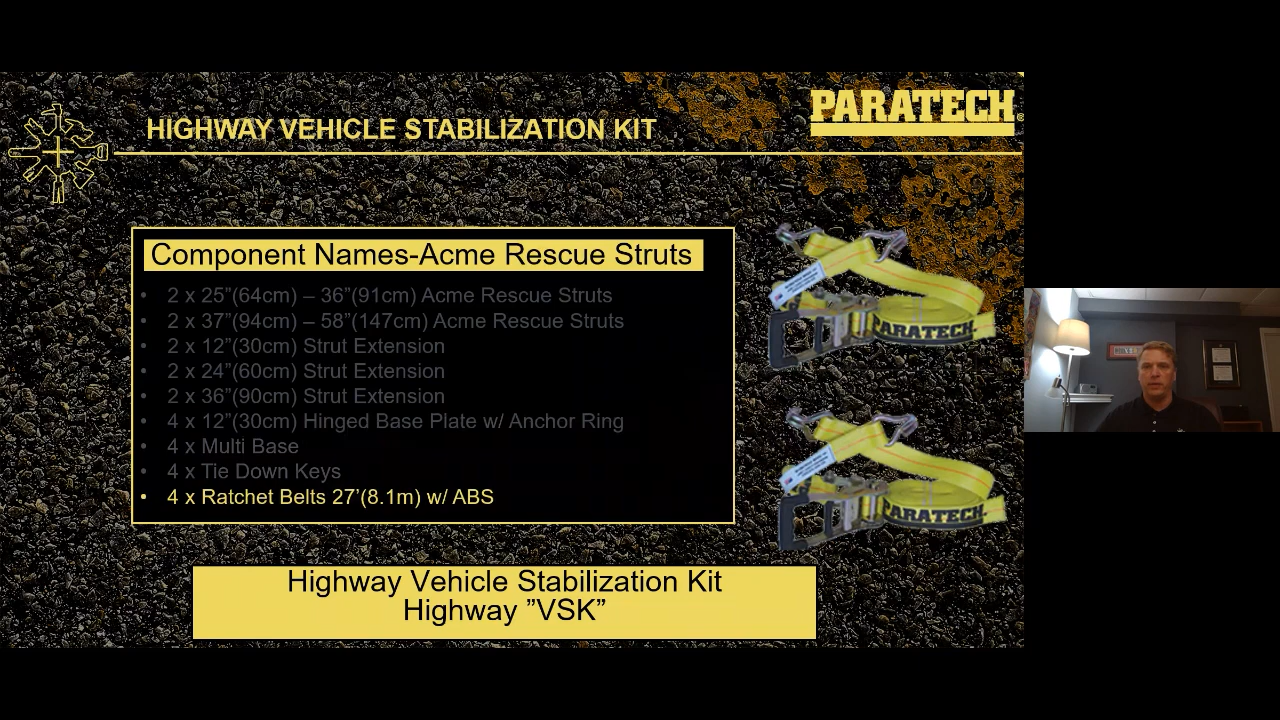 HIGHWAY VEHICLE STABILIZATION KIT
PARATECH®
Component Names-Acme Rescue Struts
• 2 x 25”(64cm) – 36”(91cm) Acme Rescue Struts
• 2 x 37”(94cm) – 58”(147cm) Acme Rescue Struts
• 2 x 12”(30cm) Strut Extension
• 2 x 24”(60cm) Strut Extension
• 2 x 36”(90cm) Strut Extension
• 4 x 12”(30cm) Hinged Base Plate w/ Anchor Ring
• 4 x Multi Base
• 4 x Tie Down Keys
• 4 x Ratchet Belts 27’(8.1m) w/ ABS
PARATECH.
PARATECH.
Highway Vehicle Stabilization Kit
Highway ”VSK”